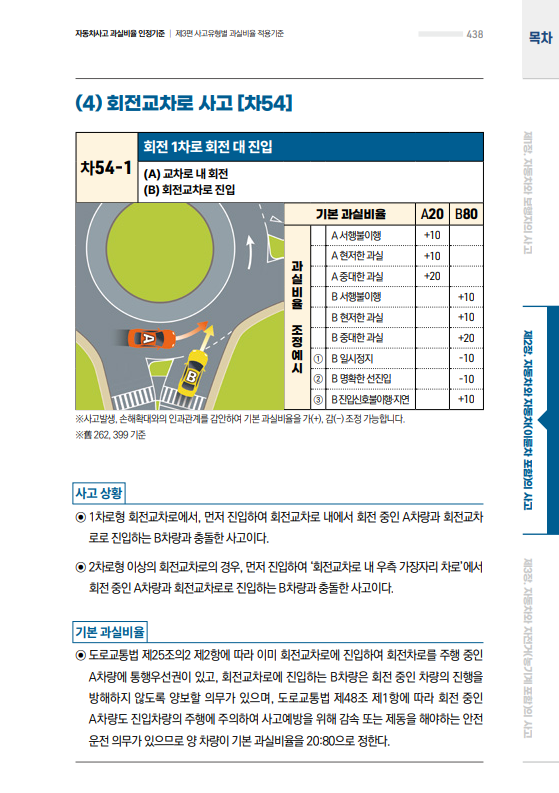 자동차사고 과실비율 인정기준 | 제3편 사고유형별 과실비율 적용기준
438
목차
(4) 회전교차로 사고 [차54]
차54-1
회전 1차로 회전 대 진입
(A) 교차로 내 회전
(B) 회전교차로 진입
기본 과실비율 A20 B80
과실비율 조정예시
A 서행불이행 +10
A 현저한 과실 +10
A 중대한 과실 +20
B 서행불이행 +10
B 현저한 과실 +10
B 중대한 과실 +20
① B 일시정지 -10
② B 명확한 선진입 -10
③ B 진입신호불이행·지연 +10
A
B
※사고발생, 손해확대와의 인과관계를 감안하여 기본 과실비율을 가(+), 감(-) 조정 가능합니다.
※舊 262, 399 기준
사고 상황
◉ 1차로형 회전교차로에서, 먼저 진입하여 회전교차로 내에서 회전 중인 A차량과 회전교차
로로 진입하는 B차량과 충돌한 사고이다.
◉ 2차로형 이상의 회전교차로의 경우, 먼저 진입하여 ‘회전교차로 내 우측 가장자리 차로’에서
회전 중인 A차량과 회전교차로로 진입하는 B차량과 충돌한 사고이다.
기본 과실비율
◉ 도로교통법 제25조의2 제2항에 따라 이미 회전교차로에 진입하여 회전차로를 주행 중인
A차량에 통행우선권이 있고, 회전교차로에 진입하는 B차량은 회전 중인 차량의 진행을
방해하지 않도록 양보할 의무가 있으며, 도로교통법 제48조 제1항에 따라 회전 중인
A차량도 진입차량의 주행에 주의하여 사고예방을 위해 감속 또는 제동을 해야하는 안전
운전 의무가 있으므로 양 차량이 기본 과실비율을 20:80으로 정한다.
제1장. 자동차와 보행자의 사고
제2장. 자동차와 자동차(이륜차 포함)의 사고
제3장. 자동차와 자전거(농기계 포함)의 사고